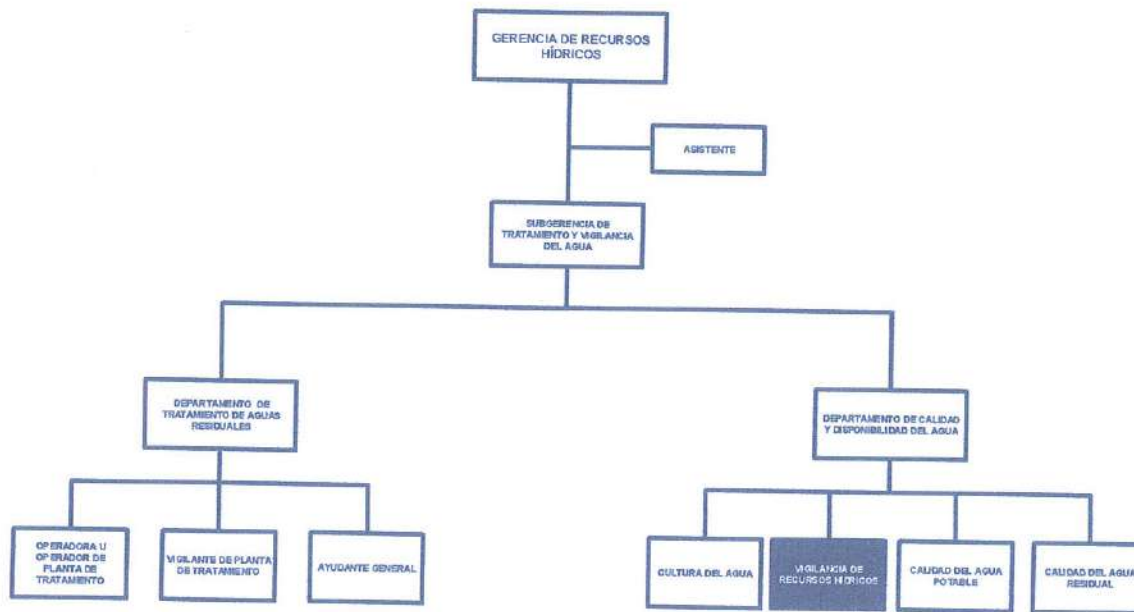 GERENCIA DE RECURSOS
HÍDRICOS
ASISTENTE
SUBGERENCIA DE
TRATAMIENTO Y VIGILANCIA
DEL AGUA
DEPARTAMENTO DE
TRATAMIENTO DE AGUAS
RESIDUALES
DEPARTAMENTO DE CALIDAD
Y DISPONIBILIDAD DEL AGUA
OPERADORA U
OPERADOR DE
PLANTA DE
TRATAMIENTO
VIGILANTE DE PLANTA
DE TRATAMIENTO
AYUDANTE GENERAL
CULTURA DEL AGUA
VIGILANCIA DE
RECURSOS HÍDRICOS
CALIDAD DEL AGUA
POTABLE
CALIDAD DEL AGUA
RESIDUAL